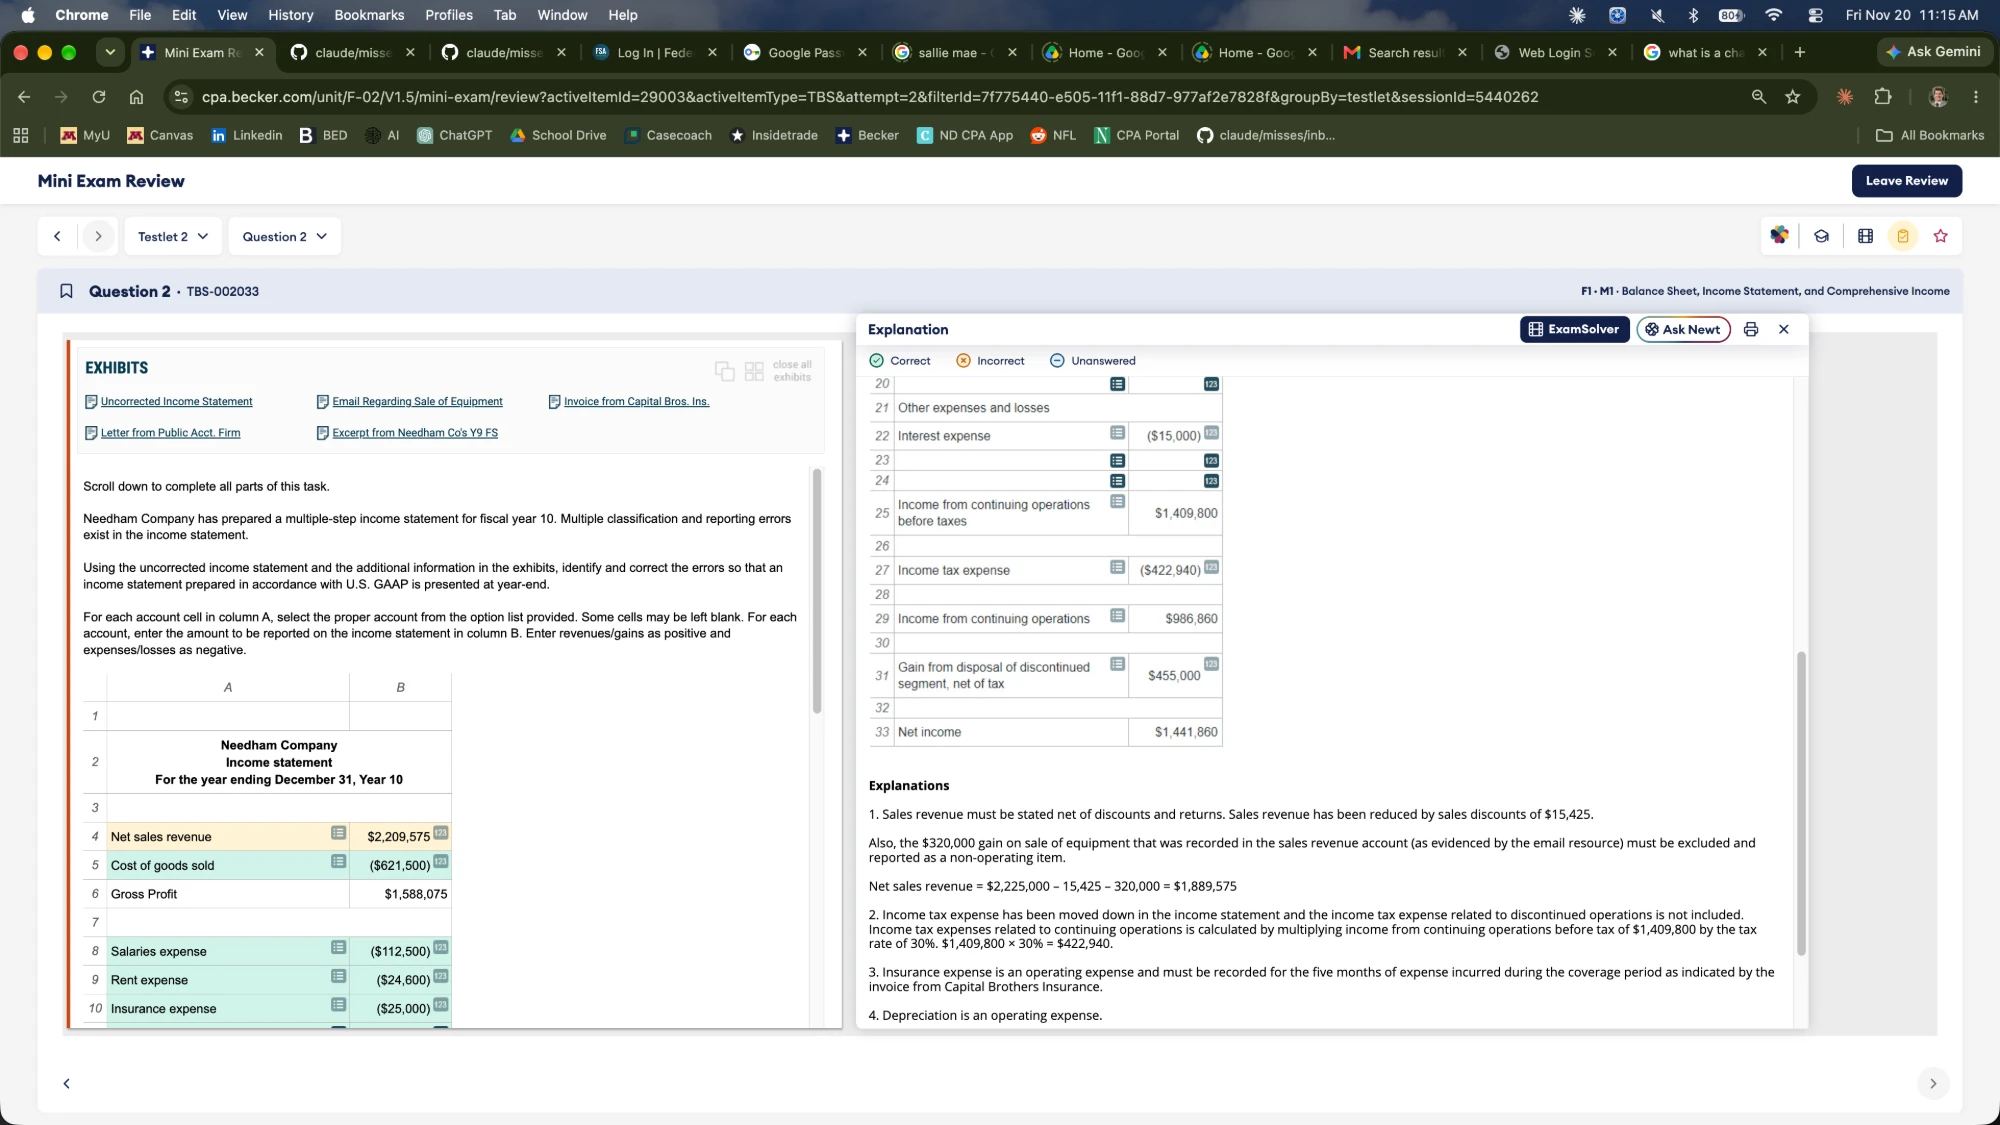 Chrome File Edit View History Bookmarks Profiles Tab Window Help 80 Fri Nov 20 11:15 AM
Mini Exam Re claude/misse claude/misse FSA Log In | Fede Google Pass sallie mae - Home - Goog Home - Goog Search resul Web Login S what is a cha Ask Gemini
cpa.becker.com/unit/F-02/V1.5/mini-exam/review?activeItemId=29003&activeItemType=TBS&attempt=2&filterId=7f775440-e505-11f1-88d7-977af2e7828f&groupBy=testlet&sessionId=5440262
MyU Canvas Linkedin BED AI ChatGPT School Drive Casecoach Insidetrade Becker ND CPA App NFL CPA Portal claude/misses/inb... All Bookmarks
Mini Exam Review
Leave Review
Testlet 2 Question 2
Question 2 · TBS-002033
F1 · M1 · Balance Sheet, Income Statement, and Comprehensive Income
EXHIBITS
close all
exhibits
Uncorrected Income Statement Email Regarding Sale of Equipment Invoice from Capital Bros. Ins.
Letter from Public Acct. Firm Excerpt from Needham Co's Y9 FS
Scroll down to complete all parts of this task.
Needham Company has prepared a multiple-step income statement for fiscal year 10. Multiple classification and reporting errors
exist in the income statement.
Using the uncorrected income statement and the additional information in the exhibits, identify and correct the errors so that an
income statement prepared in accordance with U.S. GAAP is presented at year-end.
For each account cell in column A, select the proper account from the option list provided. Some cells may be left blank. For each
account, enter the amount to be reported on the income statement in column B. Enter revenues/gains as positive and
expenses/losses as negative.
A B
1
2
Needham Company
Income statement
For the year ending December 31, Year 10
3
4 Net sales revenue $2,209,575 123
5 Cost of goods sold ($621,500) 123
6 Gross Profit $1,588,075
7
8 Salaries expense ($112,500) 123
9 Rent expense ($24,600) 123
10 Insurance expense ($25,000) 123
Explanation
ExamSolver Ask Newt
Correct Incorrect Unanswered
20 123
21 Other expenses and losses
22 Interest expense ($15,000) 123
23 123
24 123
25 Income from continuing operations before taxes $1,409,800
26
27 Income tax expense ($422,940) 123
28
29 Income from continuing operations $986,860
30
31 Gain from disposal of discontinued segment, net of tax $455,000 123
32
33 Net income $1,441,860
Explanations
1. Sales revenue must be stated net of discounts and returns. Sales revenue has been reduced by sales discounts of $15,425.
Also, the $320,000 gain on sale of equipment that was recorded in the sales revenue account (as evidenced by the email resource) must be excluded and
reported as a non-operating item.
Net sales revenue = $2,225,000 – 15,425 – 320,000 = $1,889,575
2. Income tax expense has been moved down in the income statement and the income tax expense related to discontinued operations is not included.
Income tax expenses related to continuing operations is calculated by multiplying income from continuing operations before tax of $1,409,800 by the tax
rate of 30%. $1,409,800 × 30% = $422,940.
3. Insurance expense is an operating expense and must be recorded for the five months of expense incurred during the coverage period as indicated by the
invoice from Capital Brothers Insurance.
4. Depreciation is an operating expense.